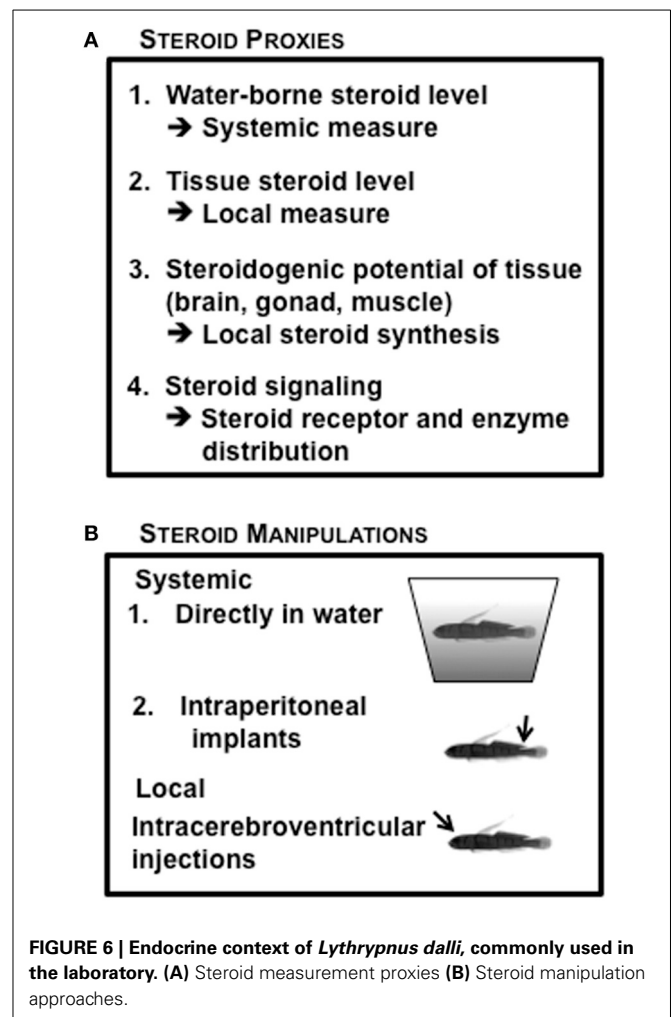 A STEROID PROXIES
1. Water-borne steroid level
➔ Systemic measure
2. Tissue steroid level
➔ Local measure
3. Steroidogenic potential of tissue
(brain, gonad, muscle)
➔ Local steroid synthesis
4. Steroid signaling
➔ Steroid receptor and enzyme
distribution
B STEROID MANIPULATIONS
Systemic
1. Directly in water
2. Intraperitoneal
implants
Local
Intracerebroventricular
injections
FIGURE 6 | Endocrine context of Lythrypnus dalli, commonly used in
the laboratory. (A) Steroid measurement proxies (B) Steroid manipulation
approaches.